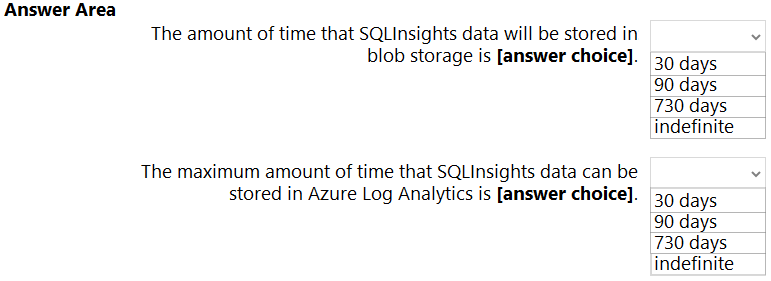 Answer Area
The amount of time that SQLInsights data will be stored in
blob storage is [answer choice].
30 days
90 days
730 days
indefinite
The maximum amount of time that SQLInsights data can be
stored in Azure Log Analytics is [answer choice].
30 days
90 days
730 days
indefinite